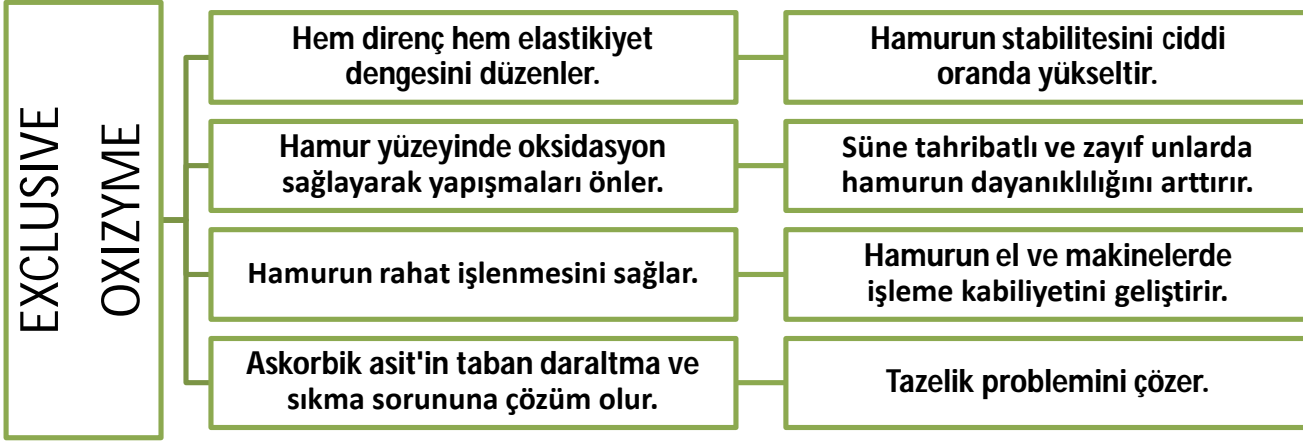 EXCLUSIVE
OXIZYME
Hem direnç hem elastikiyet
dengesini düzenler.
Hamurun stabilitesini ciddi
oranda yükseltir.
Hamur yüzeyinde oksidasyon
sağlayarak yapışmaları önler.
Süne tahribatlı ve zayıf unlarda
hamurun dayanıklılığını arttırır.
Hamurun rahat işlenmesini sağlar.
Hamurun el ve makinelerde
işleme kabiliyetini geliştirir.
Askorbik asit'in taban daraltma ve
sıkma sorununa çözüm olur.
Tazelik problemini çözer.